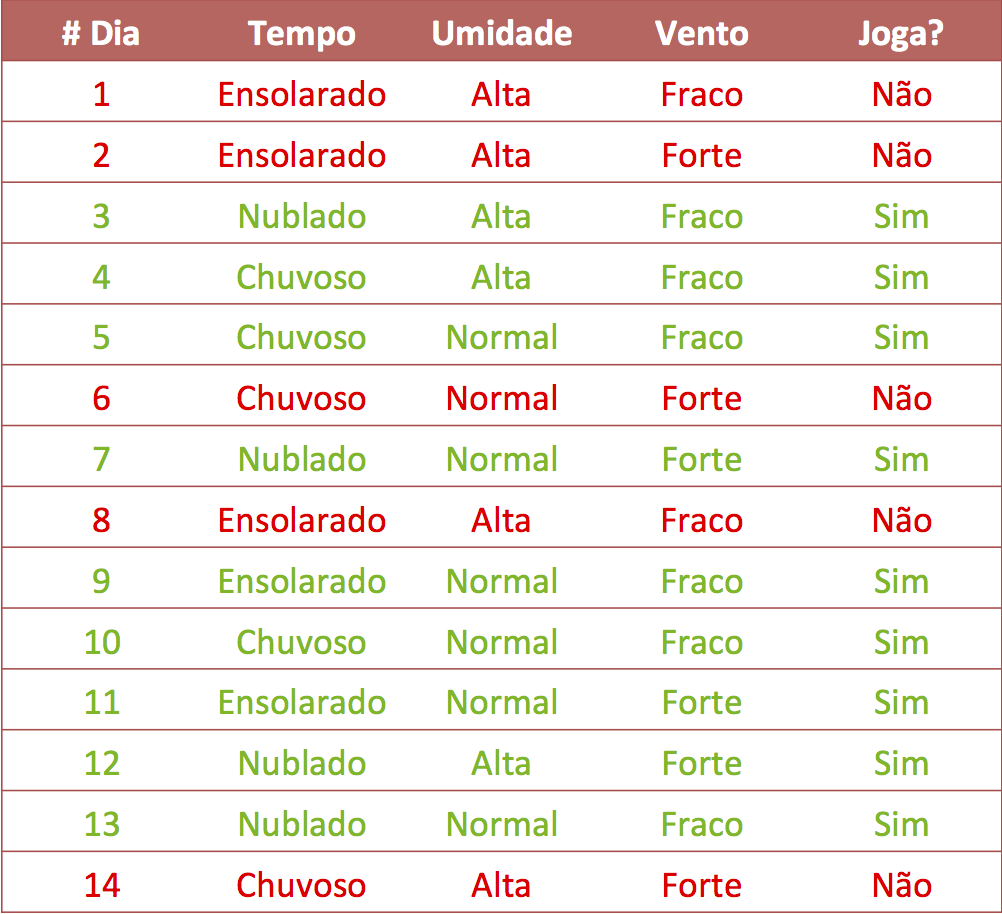 # Dia Tempo Umidade Vento Joga?
1 Ensolarado Alta Fraco Não
2 Ensolarado Alta Forte Não
3 Nublado Alta Fraco Sim
4 Chuvoso Alta Fraco Sim
5 Chuvoso Normal Fraco Sim
6 Chuvoso Normal Forte Não
7 Nublado Normal Forte Sim
8 Ensolarado Alta Fraco Não
9 Ensolarado Normal Fraco Sim
10 Chuvoso Normal Fraco Sim
11 Ensolarado Normal Forte Sim
12 Nublado Alta Forte Sim
13 Nublado Normal Fraco Sim
14 Chuvoso Alta Forte Não